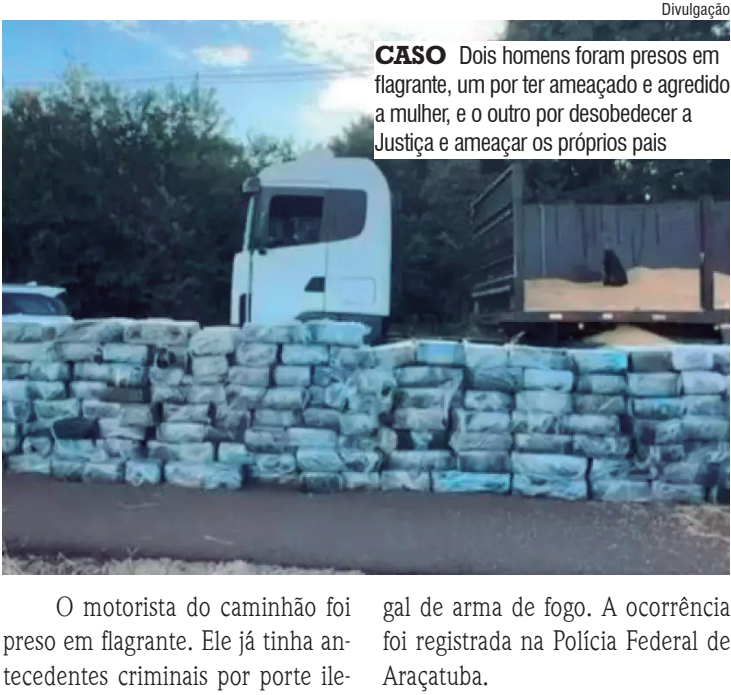 Divulgação
CASO Dois homens foram presos em
flagrante, um por ter ameaçado e agredido
a mulher, e o outro por desobedecer a
Justiça e ameaçar os próprios pais
O motorista do caminhão foi
preso em flagrante. Ele já tinha an-
tecedentes criminais por porte ile-
gal de arma de fogo. A ocorrência
foi registrada na Polícia Federal de
Araçatuba.